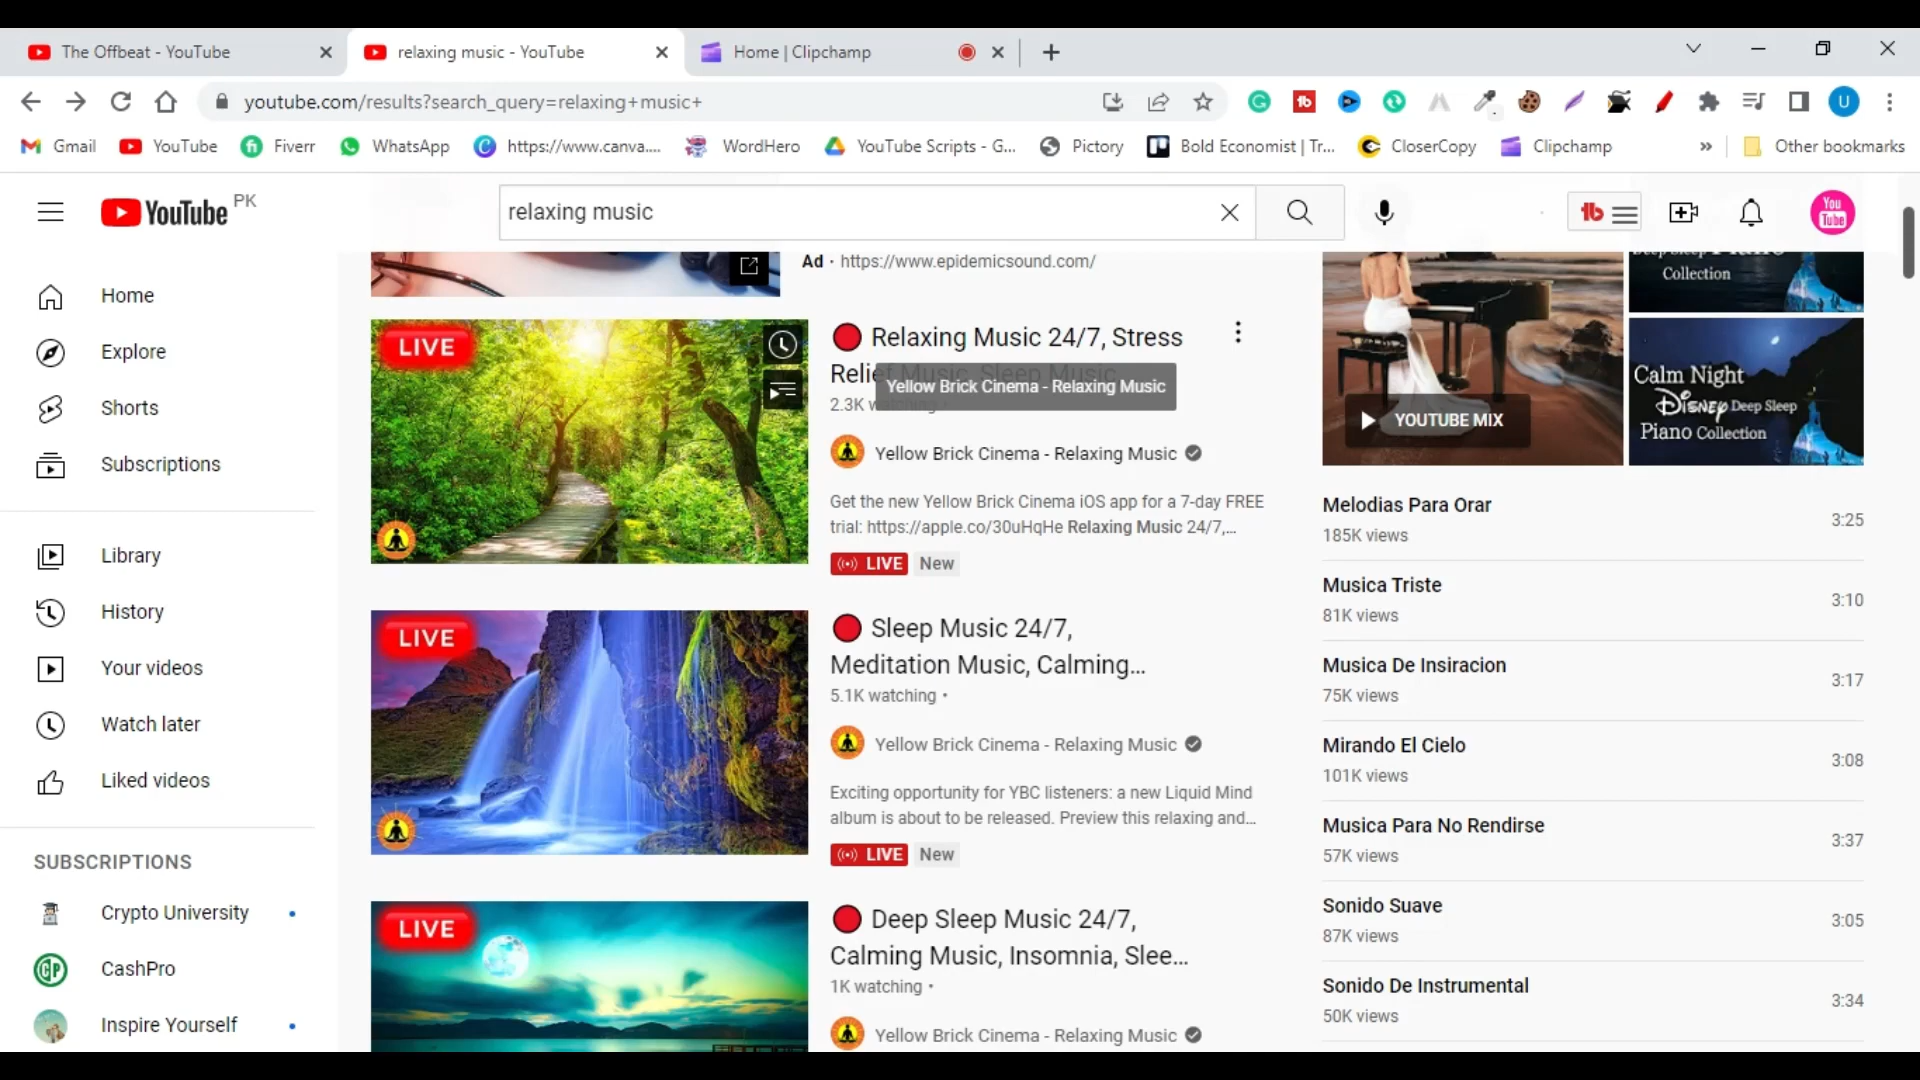 The Offbeat - YouTube
relaxing music - YouTube
Home | Clipchamp
youtube.com/results?search_query=relaxing+music+
Gmail
YouTube
Fiverr
WhatsApp
https://www.canva....
WordHero
YouTube Scripts - G...
Pictory
Bold Economist | Tr...
CloserCopy
Clipchamp
»
Other bookmarks
YouTube PK
relaxing music
Home
Explore
Shorts
Subscriptions
Library
History
Your videos
Watch later
Liked videos
SUBSCRIPTIONS
Crypto University
CashPro
Inspire Yourself
Ad · https://www.epidemicsound.com/
LIVE
Relaxing Music 24/7, Stress
Relief Music, Sleep Music
Yellow Brick Cinema - Relaxing Music
2.3K watching •
Yellow Brick Cinema - Relaxing Music
Get the new Yellow Brick Cinema iOS app for a 7-day FREE
trial: https://apple.co/30uHqHe Relaxing Music 24/7,...
LIVE New
LIVE
Sleep Music 24/7,
Meditation Music, Calming...
5.1K watching •
Yellow Brick Cinema - Relaxing Music
Exciting opportunity for YBC listeners: a new Liquid Mind
album is about to be released. Preview this relaxing and...
LIVE New
LIVE
Deep Sleep Music 24/7,
Calming Music, Insomnia, Slee...
1K watching •
Yellow Brick Cinema - Relaxing Music
YOUTUBE MIX
Deep Sleep Piano
Collection
Calm Night
Disney Deep Sleep
Piano Collection
Melodias Para Orar
185K views
3:25
Musica Triste
81K views
3:10
Musica De Insiracion
75K views
3:17
Mirando El Cielo
101K views
3:08
Musica Para No Rendirse
57K views
3:37
Sonido Suave
87K views
3:05
Sonido De Instrumental
50K views
3:34
U
tb
You
Tube